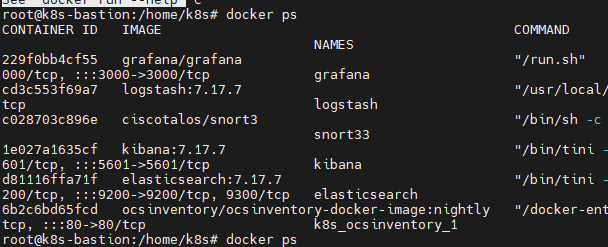 See 'docker run --help' c
root@k8s-bastion:/home/k8s# docker ps
CONTAINER ID   IMAGE                                          COMMAND
                         NAMES
229f0bb4cf55   grafana/grafana                                "/run.sh"
000/tcp, :::3000->3000/tcp           grafana
cd3c553f69a7   logstash:7.17.7                                "/usr/local/
tcp                                  logstash
c028703c896e   ciscotalos/snort3                              "/bin/sh -c
                                     snort33
1e027a1635cf   kibana:7.17.7                                  "/bin/tini -
601/tcp, :::5601->5601/tcp           kibana
d81116ffa71f   elasticsearch:7.17.7                           "/bin/tini -
200/tcp, :::9200->9200/tcp, 9300/tcp   elasticsearch
6b2c6bd65fcd   ocsinventory/ocsinventory-docker-image:nightly   "/docker-ent
tcp, :::80->80/tcp                   k8s_ocsinventory_1
root@k8s-bastion:/home/k8s# docker ps